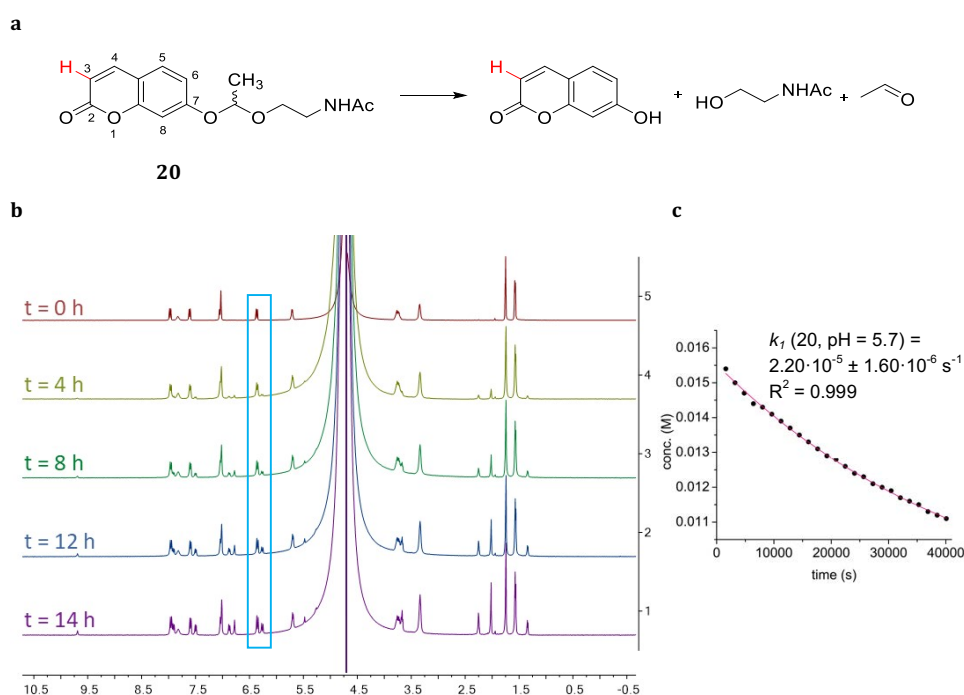 a
H
4
5
3
6
CH3
2
7
NHAc
O
O
1
8
O
O
20
H
O
O
OH
+
HO
NHAc
+
O
b
t = 0 h
t = 4 h
t = 8 h
t = 12 h
t = 14 h
5
4
3
2
1
10.5 9.5 8.5 7.5 6.5 5.5 4.5 3.5 2.5 1.5 0.5 -0.5
c
k1 (20, pH = 5.7) =
2.20·10-5 ± 1.60·10-6 s-1
R2 = 0.999
0.016
0.015
0.014
0.013
0.012
0.011
conc. (M)
0 10000 20000 30000 40000
time (s)